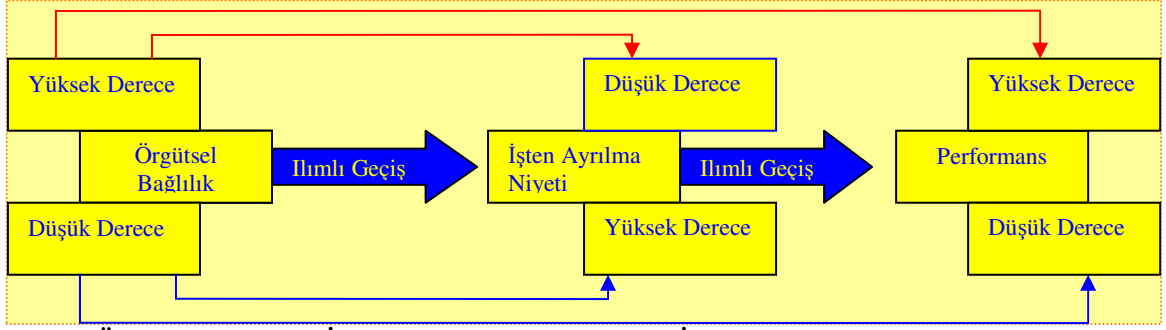 Yüksek Derece
Düşük Derece
Yüksek Derece
Örgütsel
Bağlılık
Ilımlı Geçiş
İşten Ayrılma
Niyeti
Ilımlı Geçiş
Performans
Düşük Derece
Yüksek Derece
Düşük Derece